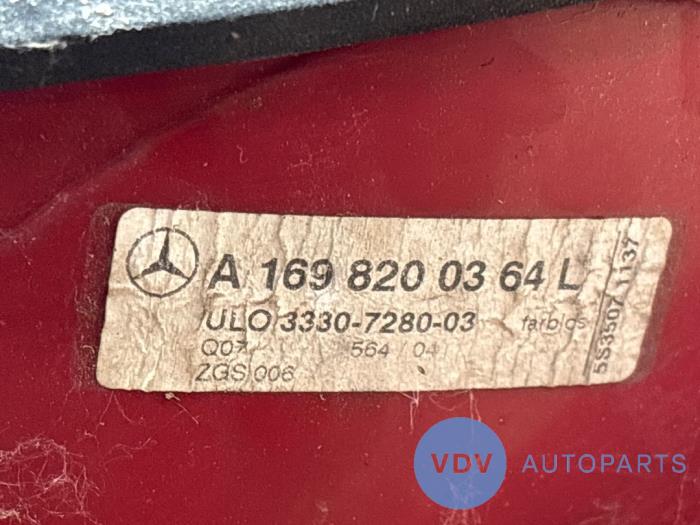 A 169 820 03 64 L
ULO 3330-7280-03 farblos
Q07 564 / 04
ZGS 006
5S3507 1137
VDV AUTOPARTS